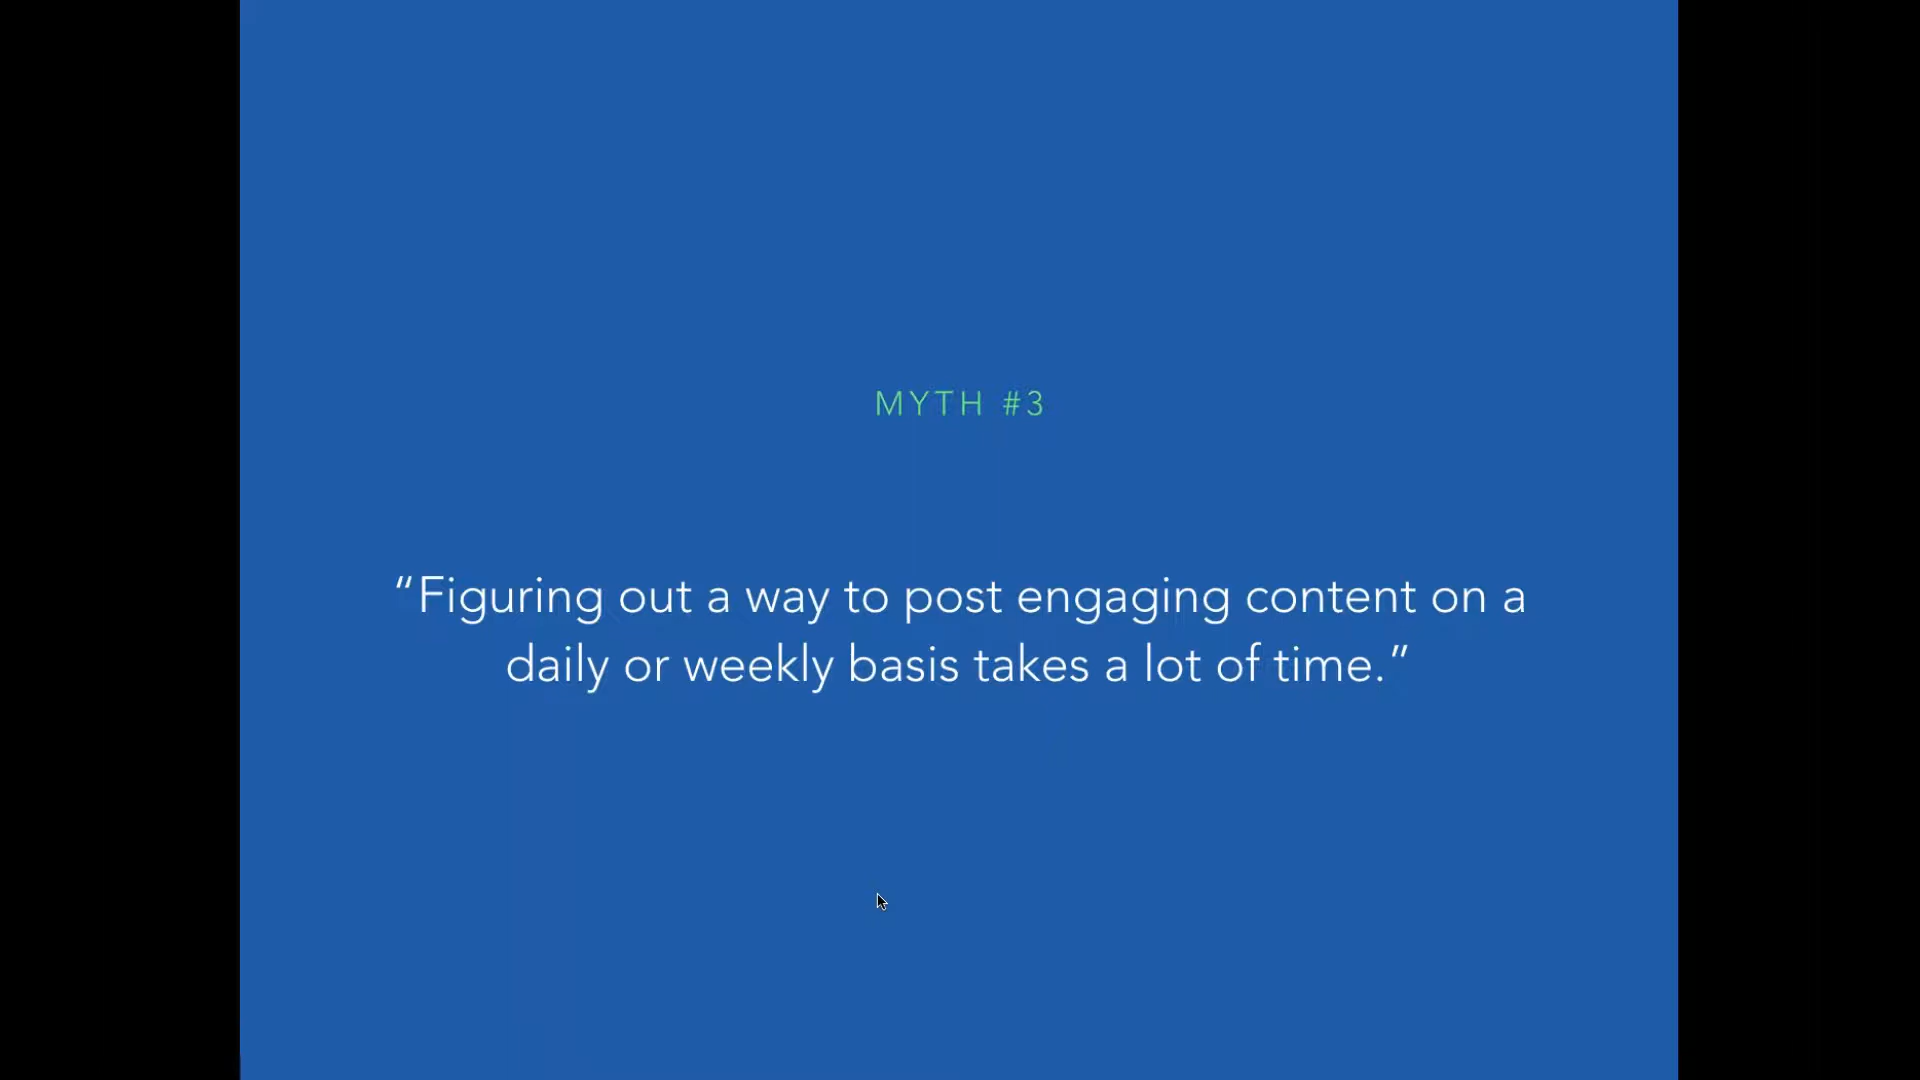 MYTH #3
“Figuring out a way to post engaging content on a
daily or weekly basis takes a lot of time.”